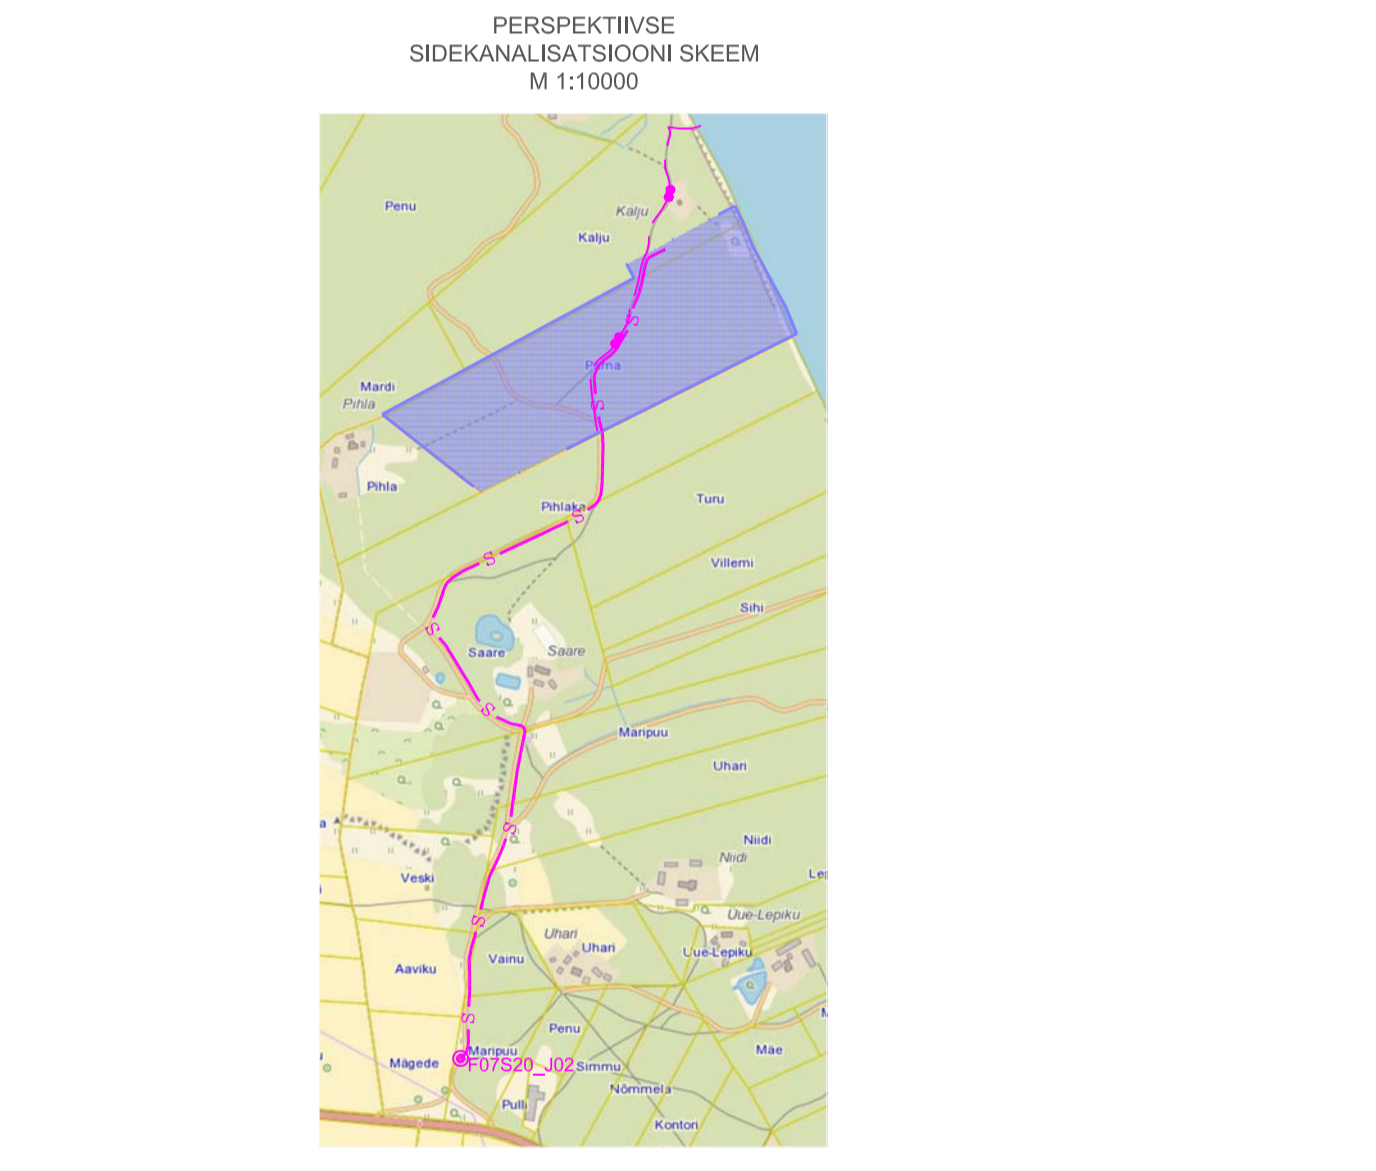 PERSPEKTIIVSE
SIDEKANALISATSIOONI SKEEM
M 1:10000
Penu
Kalju
Kalju
S
Pärna
Mardi
Pihla
S
Pihla
Pihlaka
S
Turu
S
Villemi
Sihi
S
Saare
Saare
S
Maripuu
Uhari
S
Niidi
Niidi
Veski
Uue-Lepiku
S
Uhari
Uhari
Uue-Lepiku
Vainu
Aaviku
S
Penu
Maripuu
Mäe
Mägede
F07S20_J02
Simmu
Nõmmela
Pulli
Kontori